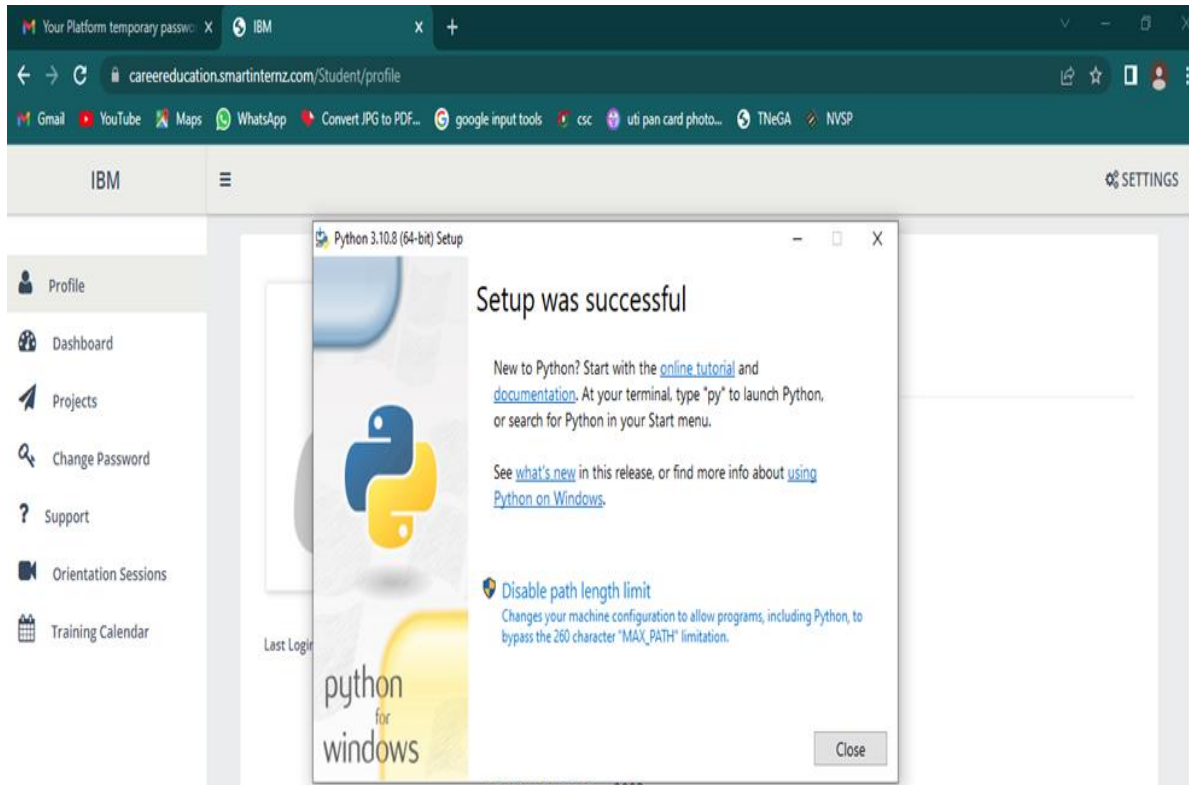 Your Platform temporary passwo
IBM
careereducation.smartinternz.com/Student/profile
Gmail YouTube Maps WhatsApp Convert JPG to PDF... google input tools csc uti pan card photo... TNeGA NVSP
IBM
SETTINGS
Profile
Dashboard
Projects
Change Password
Support
Orientation Sessions
Training Calendar
Last Login
Python 3.10.8 (64-bit) Setup
Setup was successful
New to Python? Start with the online tutorial and
documentation. At your terminal, type "py" to launch Python,
or search for Python in your Start menu.
See what's new in this release, or find more info about using
Python on Windows.
Disable path length limit
Changes your machine configuration to allow programs, including Python, to
bypass the 260 character "MAX_PATH" limitation.
python
for
windows
Close